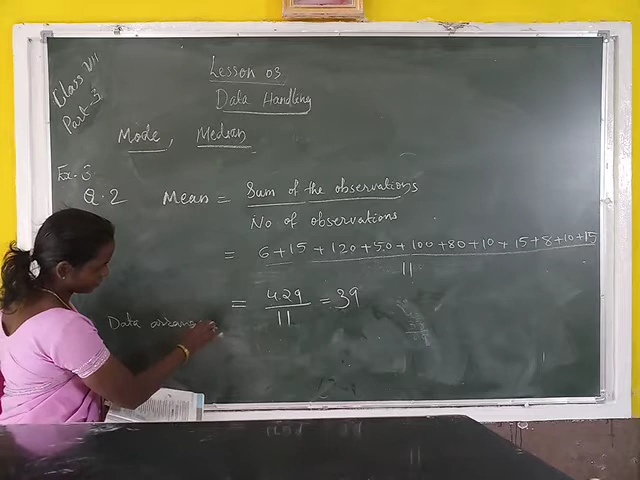 Class VIII
Part-3
Lesson 03
Data Handling
Mode, Median
Ex. 3
Q.2 Mean = Sum of the observations
No of observations
= 6+15+120+50+100+80+10+15+8+10+15
11
= 429
11
= 39
Data arrang